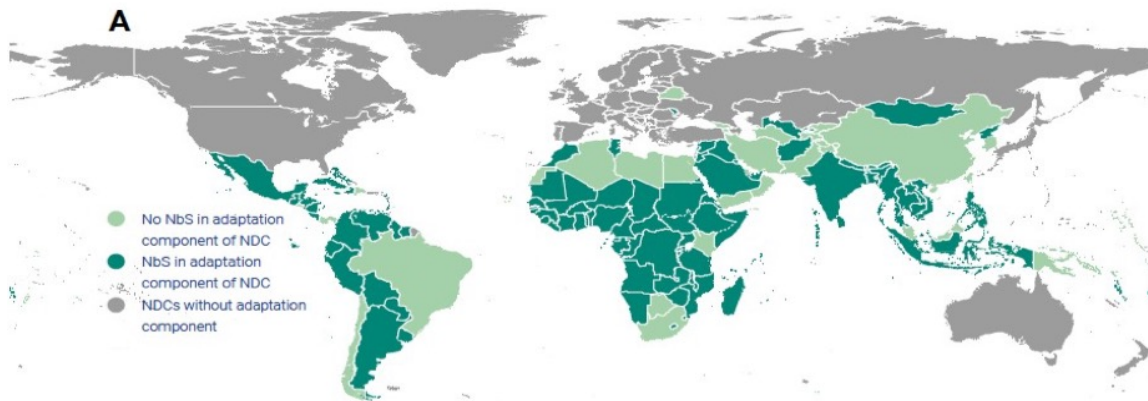 A
No NbS in adaptation
component of NDC
NbS in adaptation
component of NDC
NDCs without adaptation
component